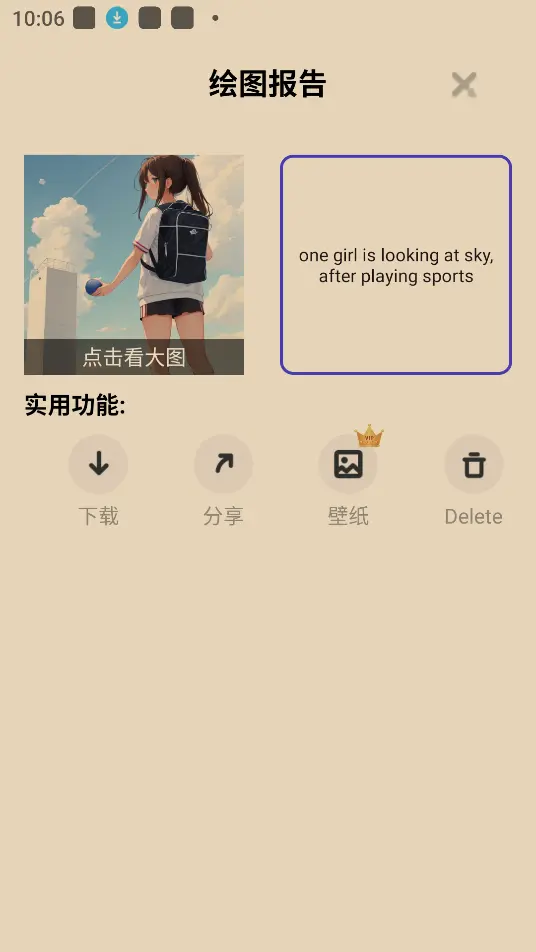 10:06
绘图报告
点击看大图
one girl is looking at sky,
after playing sports
实用功能:
VIP
下载
分享
壁纸
Delete